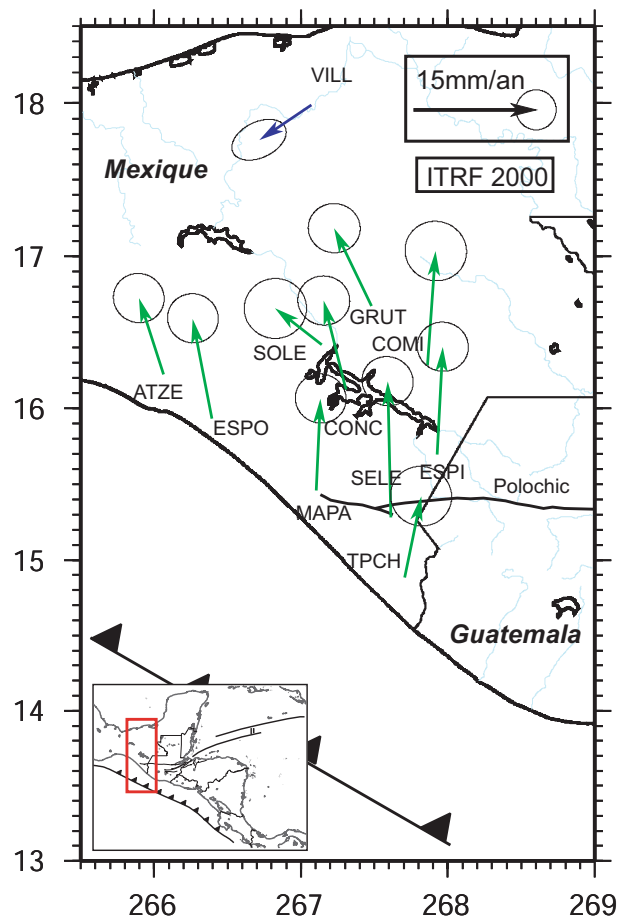 VILL
15mm/an
18
Mexique
ITRF 2000
17
GRUT
SOLE
COMI
ATZE
16
ESPO
CONC
SELE
ESPI
Polochic
MAPA
TPCH
15
Guatemala
14
13
266
267
268
269